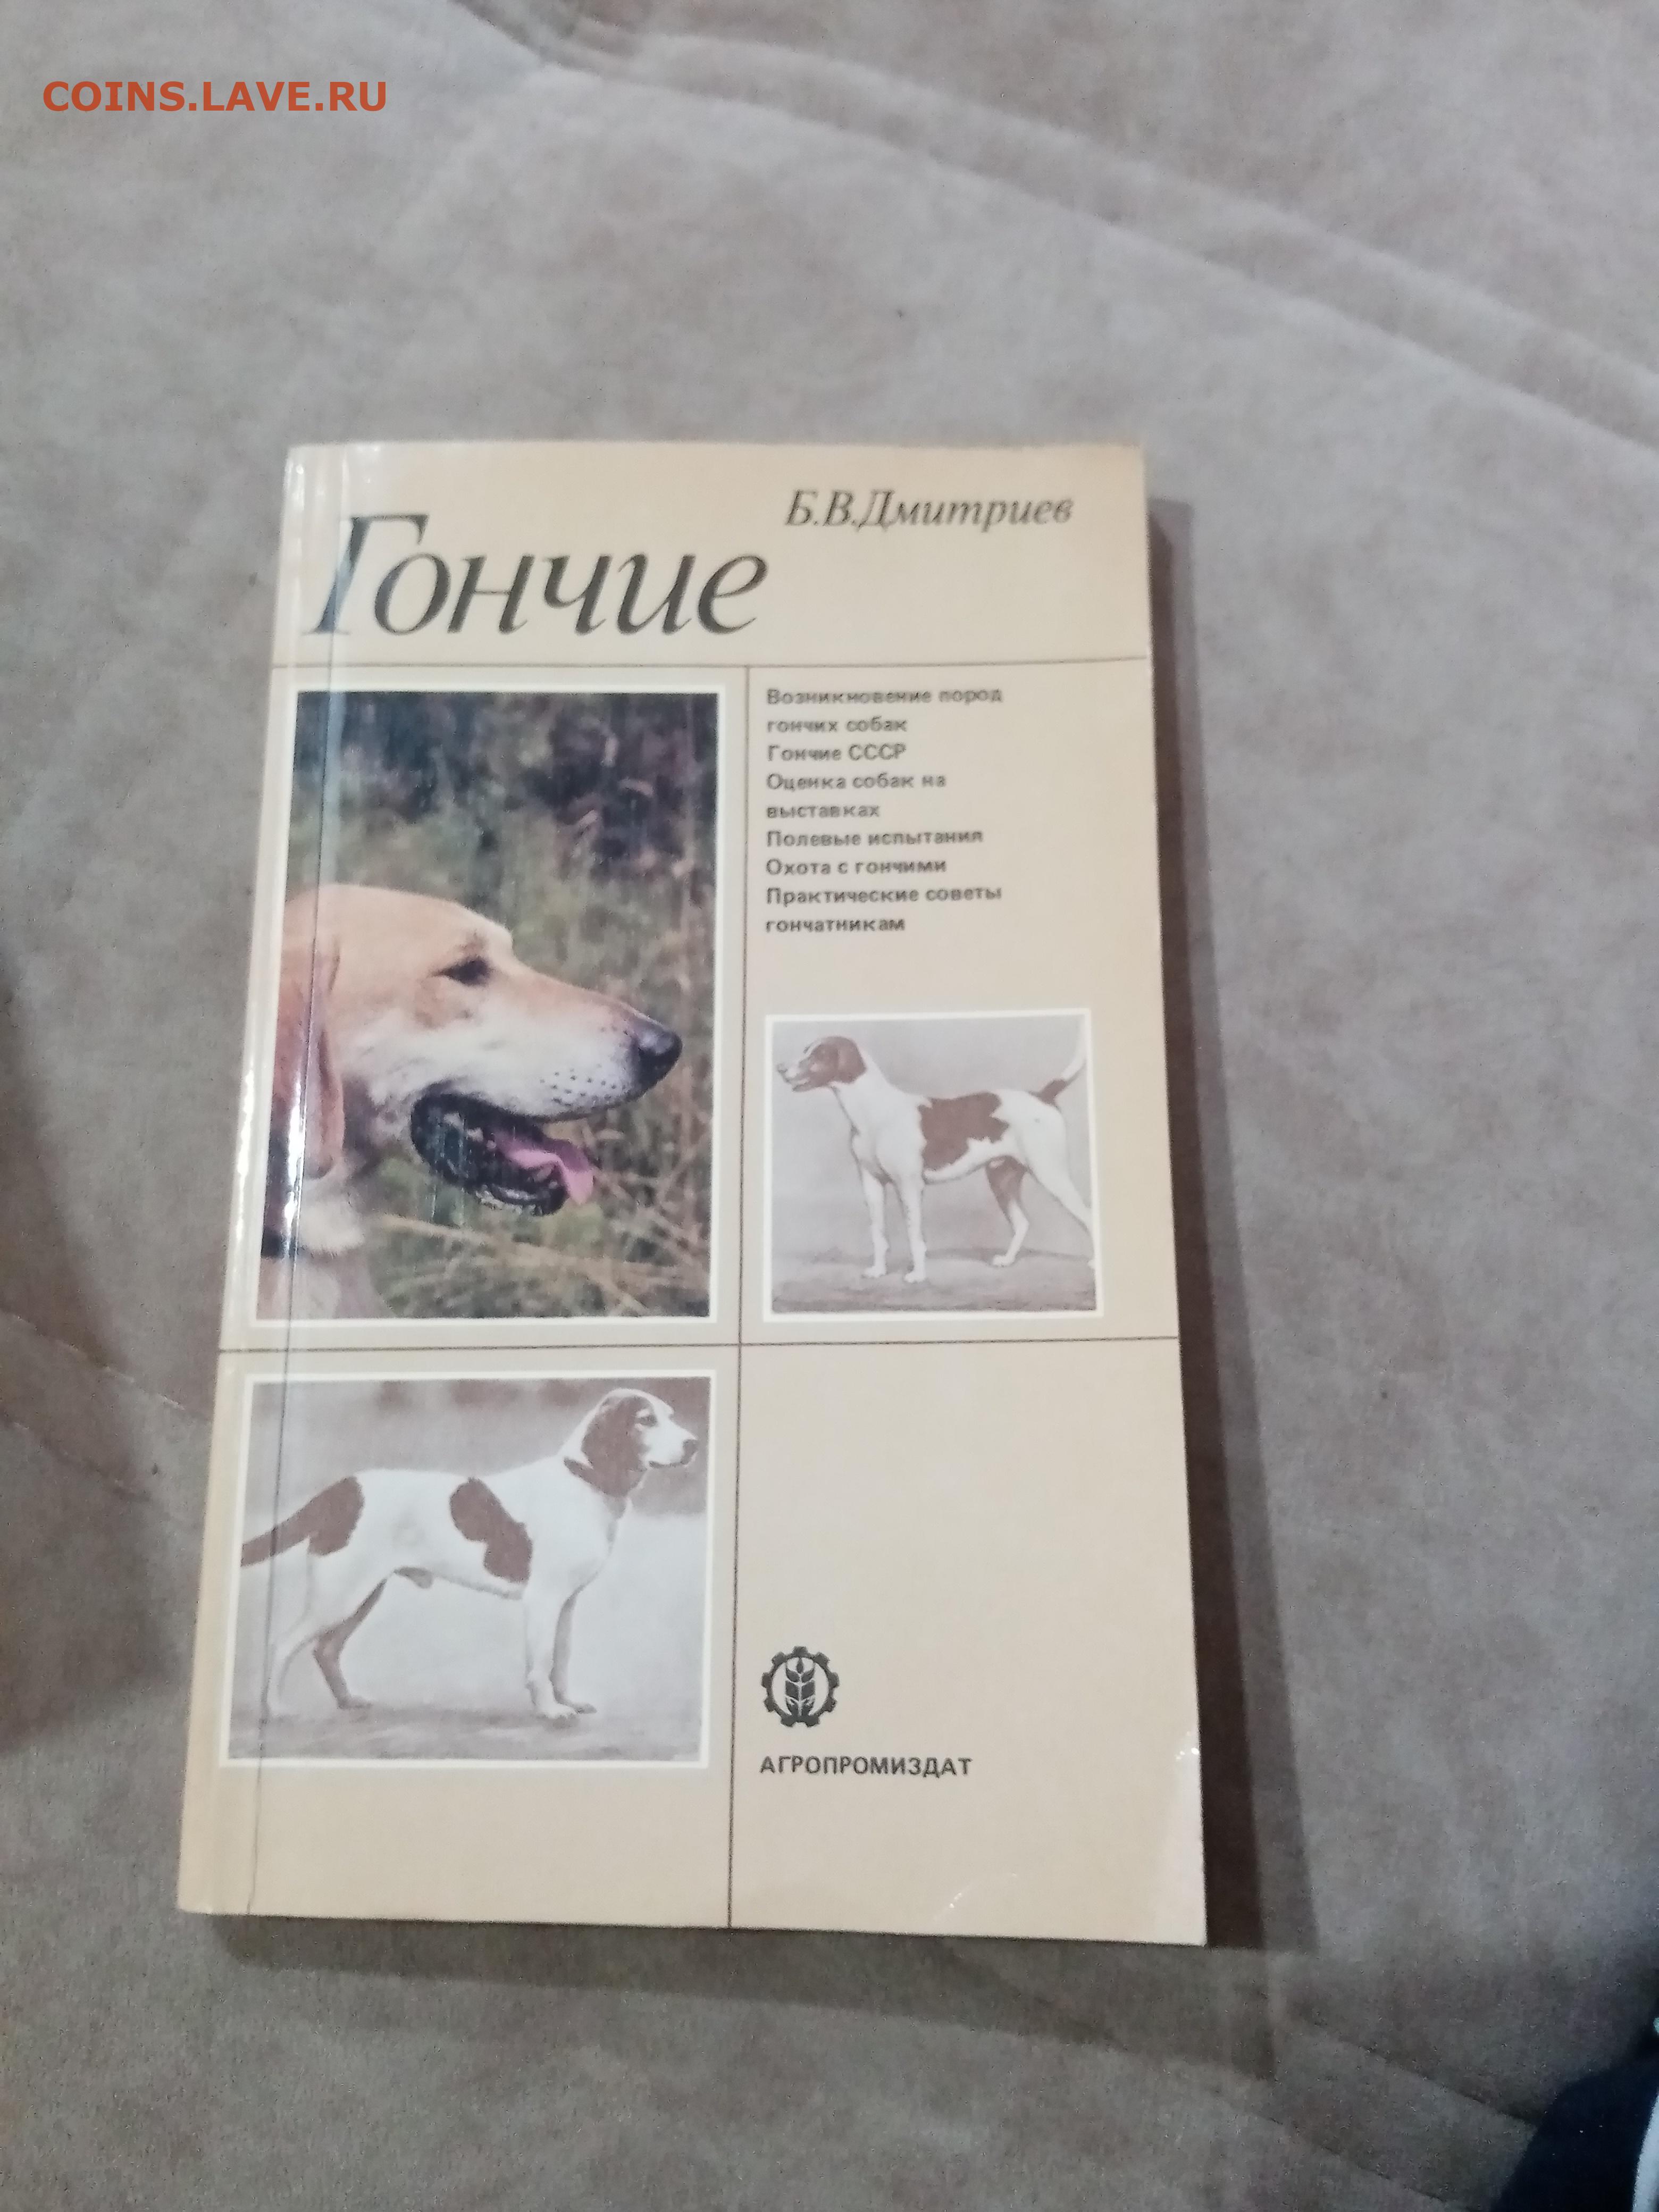 COINS.LAVE.RU
Б.В.Дмитриев
Гончие
Возникновение пород
гончих собак
Гончие СССР
Оценка собак на
выставках
Полевые испытания
Охота с гончими
Практические советы
гончатникам
АГРОПРОМИЗДАТ